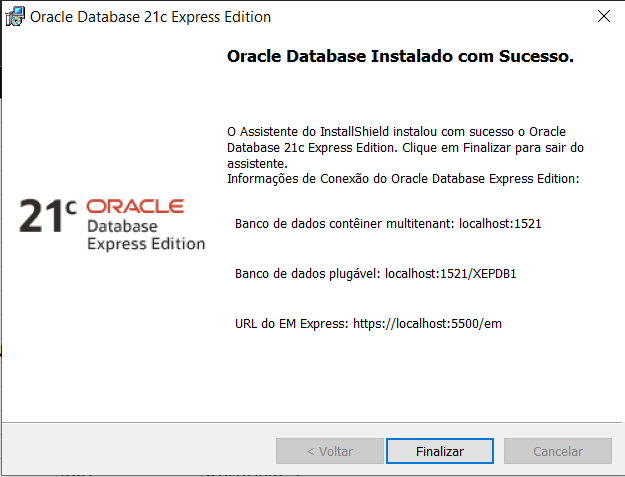 Oracle Database 21c Express Edition
Oracle Database Instalado com Sucesso.
O Assistente do InstallShield instalou com sucesso o Oracle
Database 21c Express Edition. Clique em Finalizar para sair do
assistente.
Informações de Conexão do Oracle Database Express Edition:
21c ORACLE
Database
Express Edition
Banco de dados contêiner multitenant: localhost:1521
Banco de dados plugável: localhost:1521/XEPDB1
URL do EM Express: https://localhost:5500/em
< Voltar
Finalizar
Cancelar